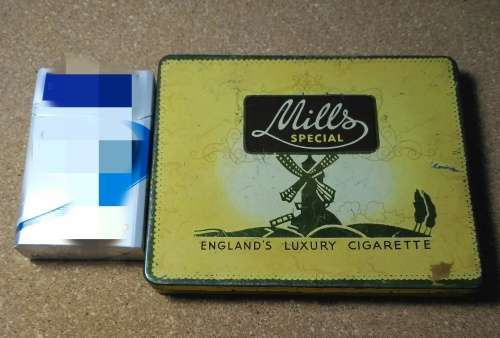 Mills
SPECIAL
ENGLAND'S LUXURY CIGARETTE